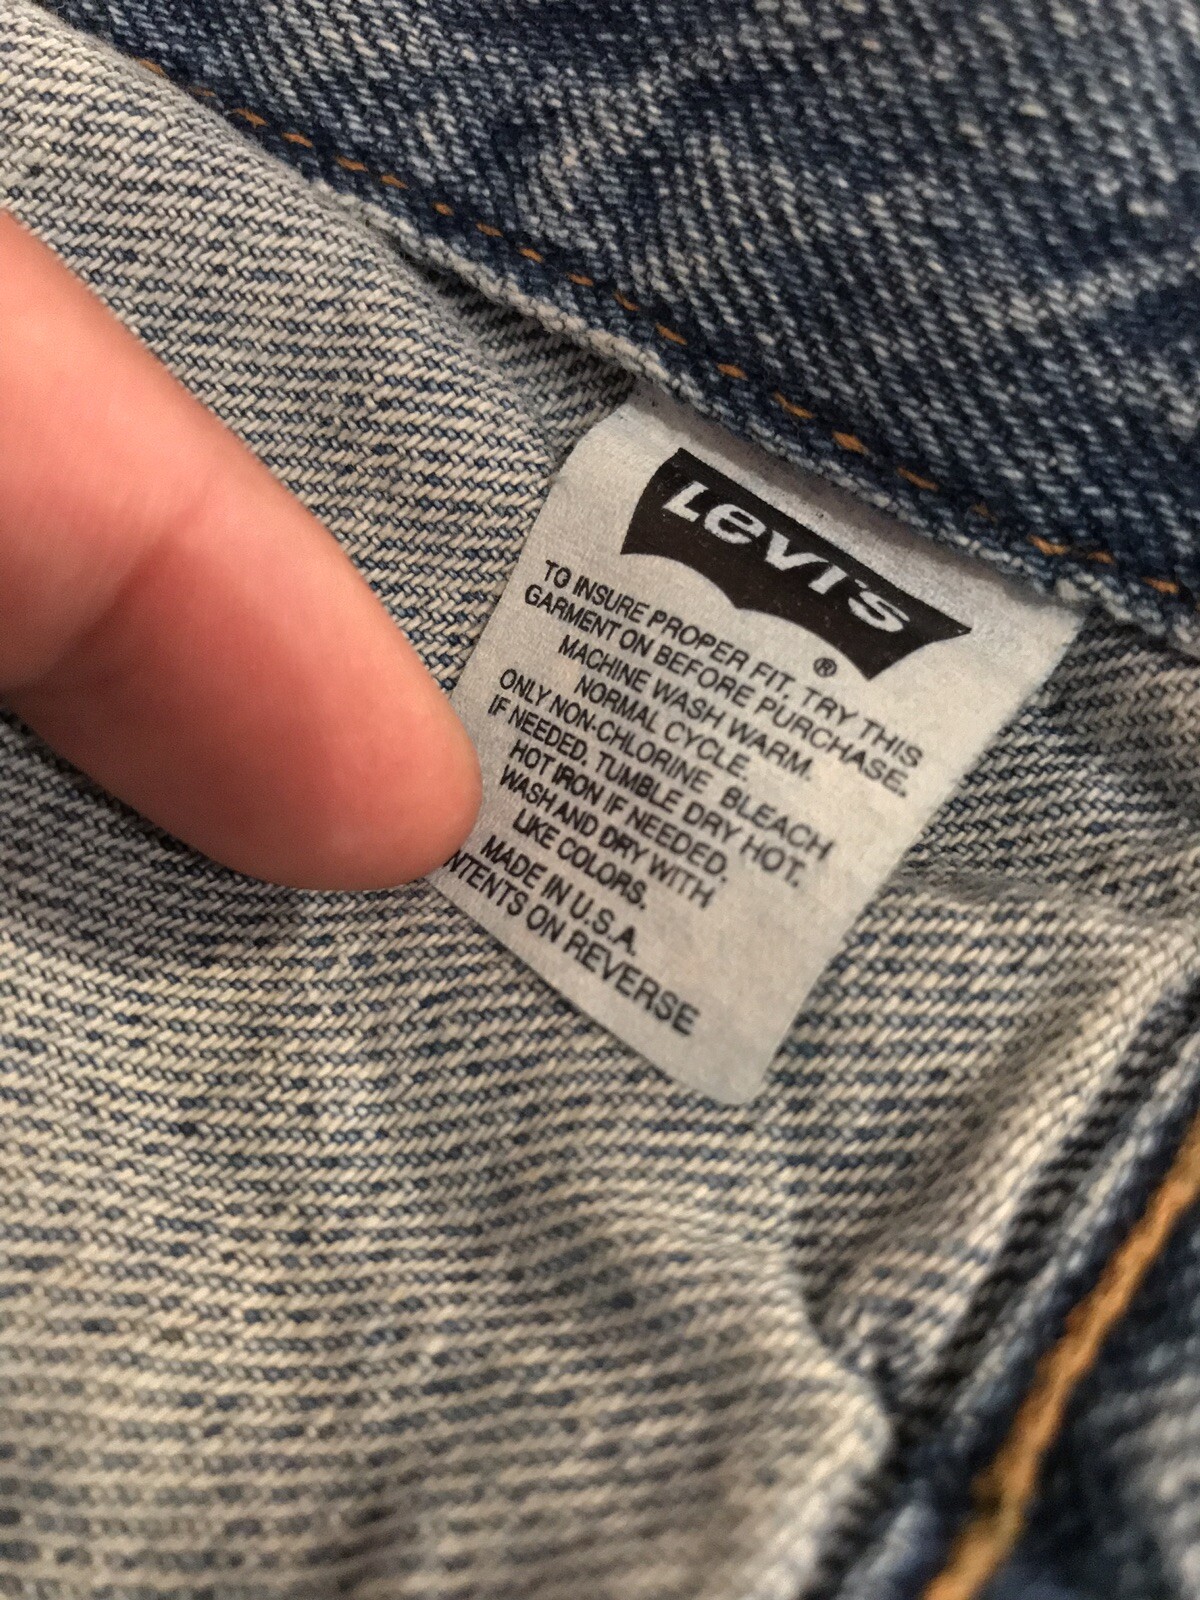 Levi's
®
TO INSURE PROPER FIT, TRY THIS
GARMENT ON BEFORE PURCHASE.
MACHINE WASH WARM.
NORMAL CYCLE.
ONLY NON-CHLORINE BLEACH
IF NEEDED. TUMBLE DRY HOT.
HOT IRON IF NEEDED.
WASH AND DRY WITH
LIKE COLORS.
MADE IN U.S.A.
NTENTS ON REVERSE